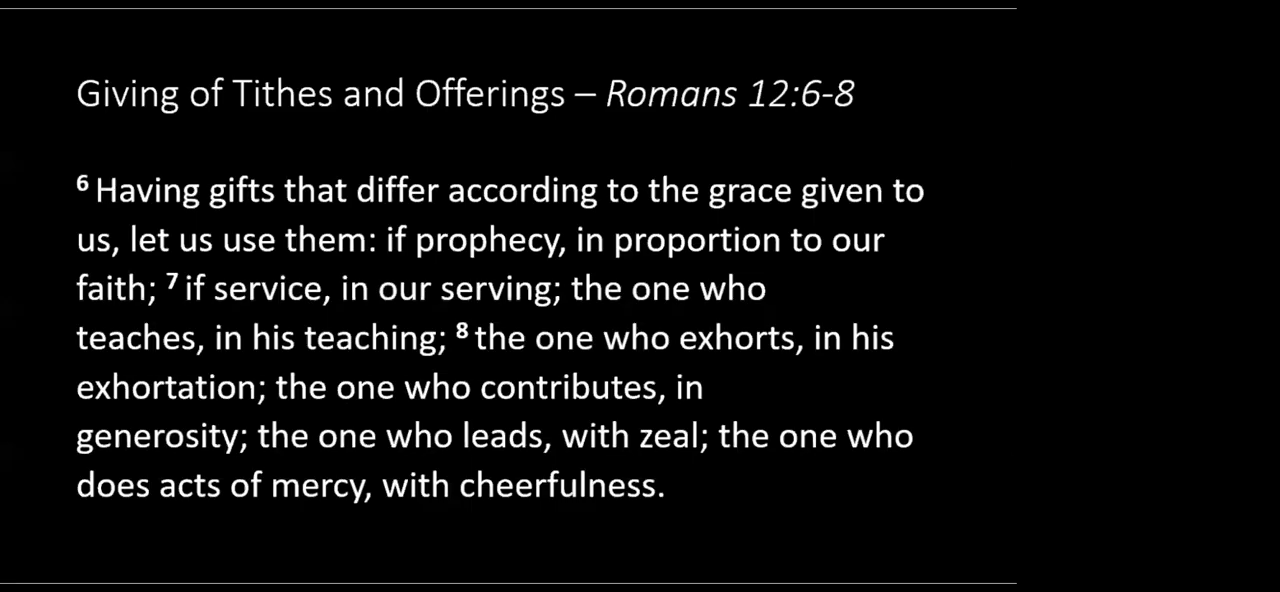 Giving of Tithes and Offerings – Romans 12:6-8
6 Having gifts that differ according to the grace given to
us, let us use them: if prophecy, in proportion to our
faith; 7 if service, in our serving; the one who
teaches, in his teaching; 8 the one who exhorts, in his
exhortation; the one who contributes, in
generosity; the one who leads, with zeal; the one who
does acts of mercy, with cheerfulness.